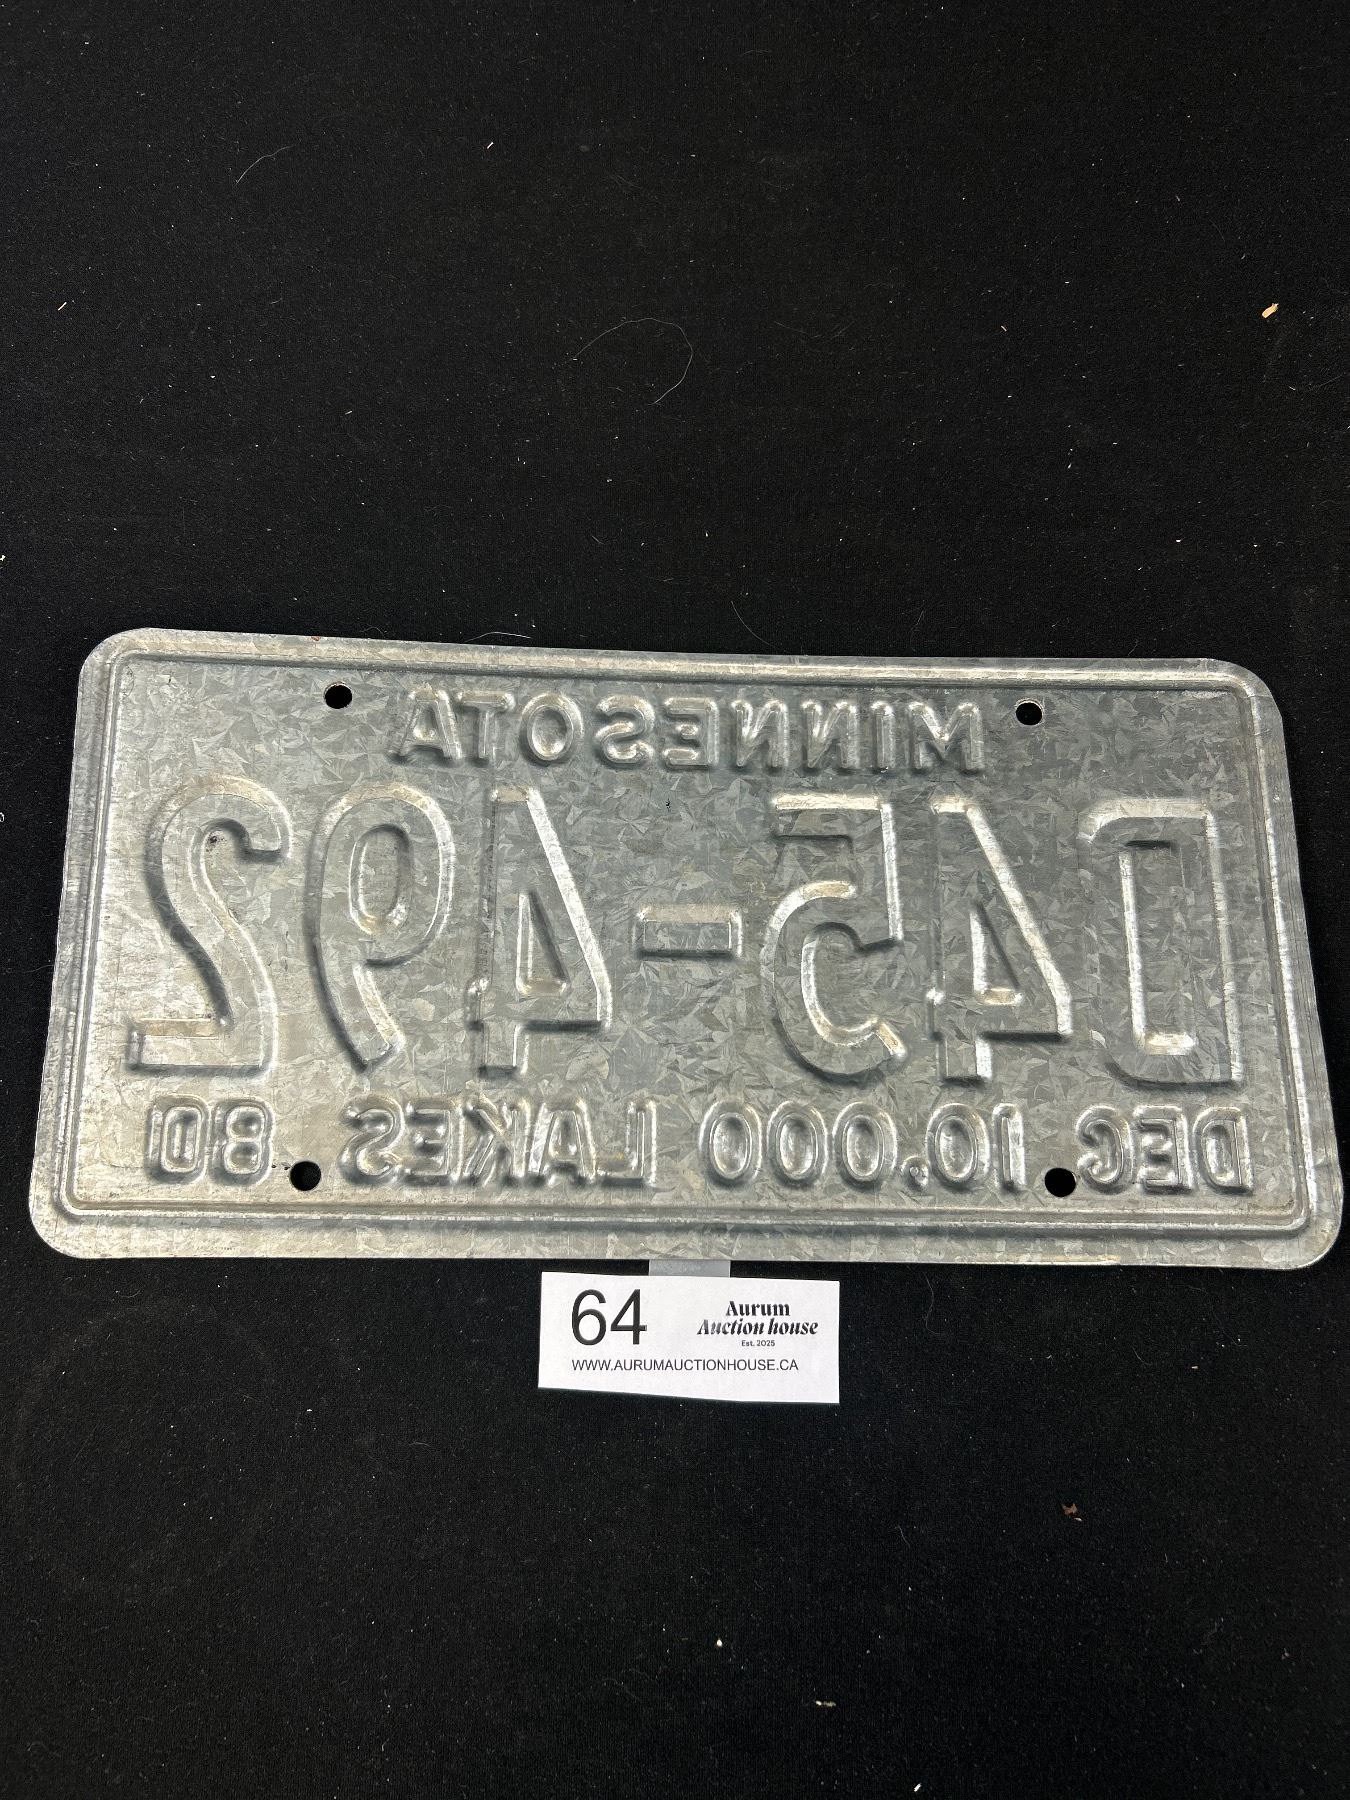 MINNESOTA
D45-492
DEC 10,000 LAKES 80
64
Aurum
Auction house
Est. 2025
WWW.AURUMAUCTIONHOUSE.CA